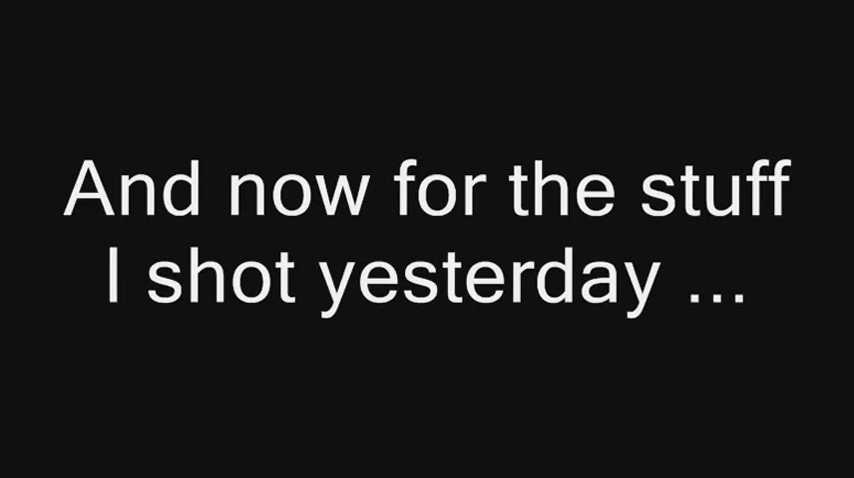 And now for the stuff
I shot yesterday ...